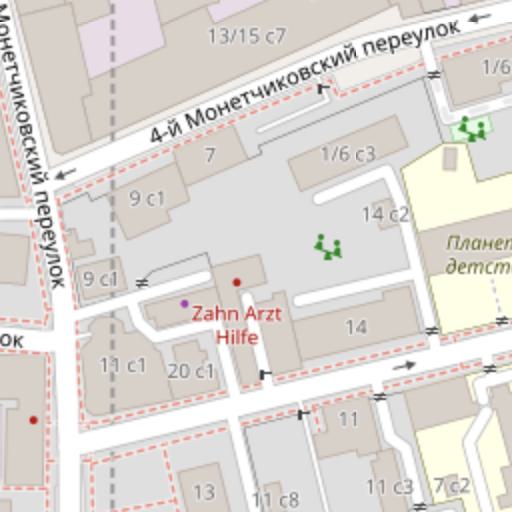 13/15 с7
4-й Монетчиковский переулок
1/6
7
1/6 с3
9 с1
14 с2
Монетчиковский переулок
Планет
детст
9 с1
Zahn Arzt
Hilfe
14
ок
11 с1
20 с1
11
13
11 с8
11 с3
7 с2